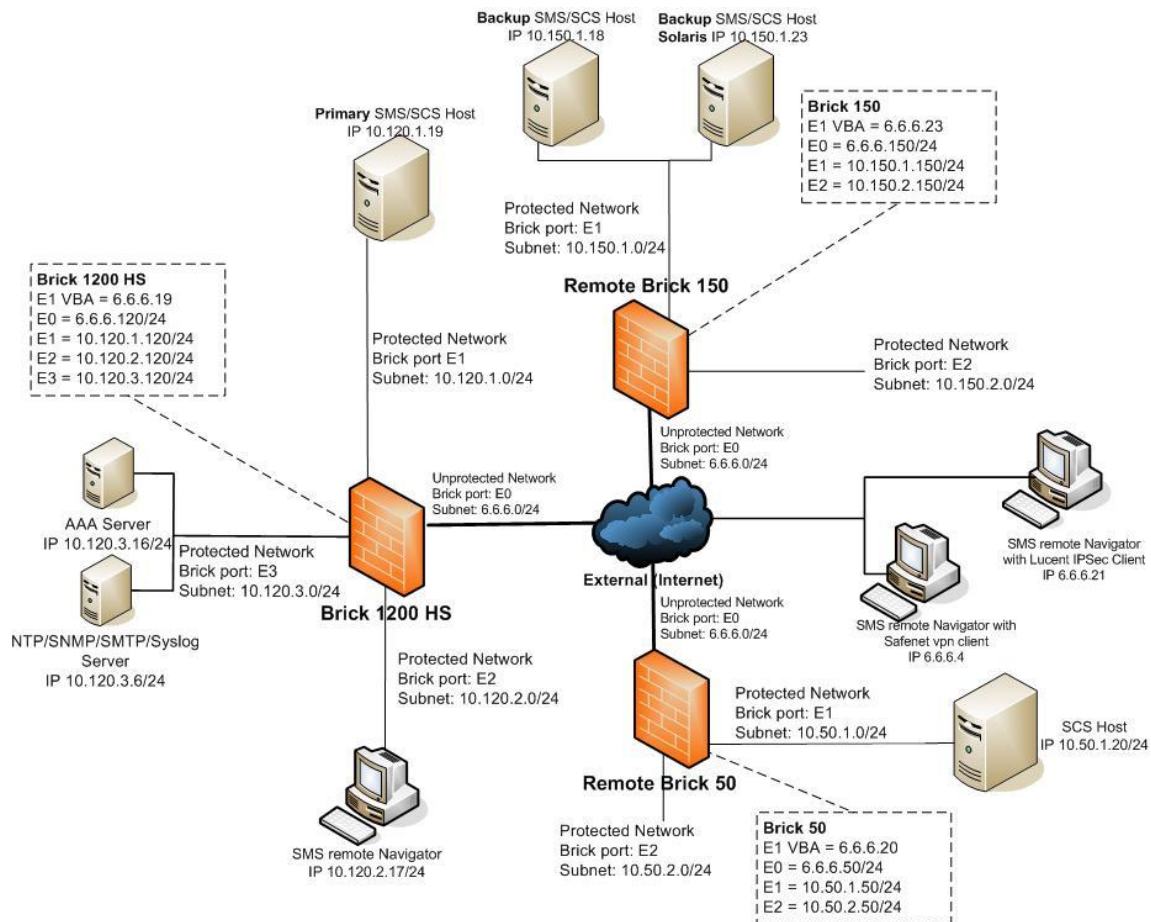 Backup SMS/SCS Host
IP 10.150.1.18
Backup SMS/SCS Host
Solaris IP 10.150.1.23
Primary SMS/SCS Host
IP 10.120.1.19
Brick 150
E1 VBA = 6.6.6.23
E0 = 6.6.6.150/24
E1 = 10.150.1.150/24
E2 = 10.150.2.150/24
Protected Network
Brick port: E1
Subnet: 10.150.1.0/24
Brick 1200 HS
E1 VBA = 6.6.6.19
E0 = 6.6.6.120/24
E1 = 10.120.1.120/24
E2 = 10.120.2.120/24
E3 = 10.120.3.120/24
Remote Brick 150
Protected Network
Brick port E1
Subnet: 10.120.1.0/24
Protected Network
Brick port: E2
Subnet: 10.150.2.0/24
Unprotected Network
Brick port: E0
Subnet: 6.6.6.0/24
Unprotected Network
Brick port: E0
Subnet: 6.6.6.0/24
AAA Server
IP 10.120.3.16/24
Protected Network
Brick port: E3
Subnet: 10.120.3.0/24
Brick 1200 HS
NTP/SNMP/SMTP/Syslog
Server
IP 10.120.3.6/24
External (Internet)
SMS remote Navigator
with Lucent IPSec Client
IP 6.6.6.21
SMS remote Navigator with
Safenet vpn client
IP 6.6.6.4
Unprotected Network
Brick port: E0
Subnet: 6.6.6.0/24
Protected Network
Brick port: E2
Subnet: 10.120.2.0/24
Protected Network
Brick port: E1
Subnet: 10.50.1.0/24
SCS Host
IP 10.50.1.20/24
Remote Brick 50
SMS remote Navigator
IP 10.120.2.17/24
Protected Network
Brick port: E2
Subnet: 10.50.2.0/24
Brick 50
E1 VBA = 6.6.6.20
E0 = 6.6.6.50/24
E1 = 10.50.1.50/24
E2 = 10.50.2.50/24